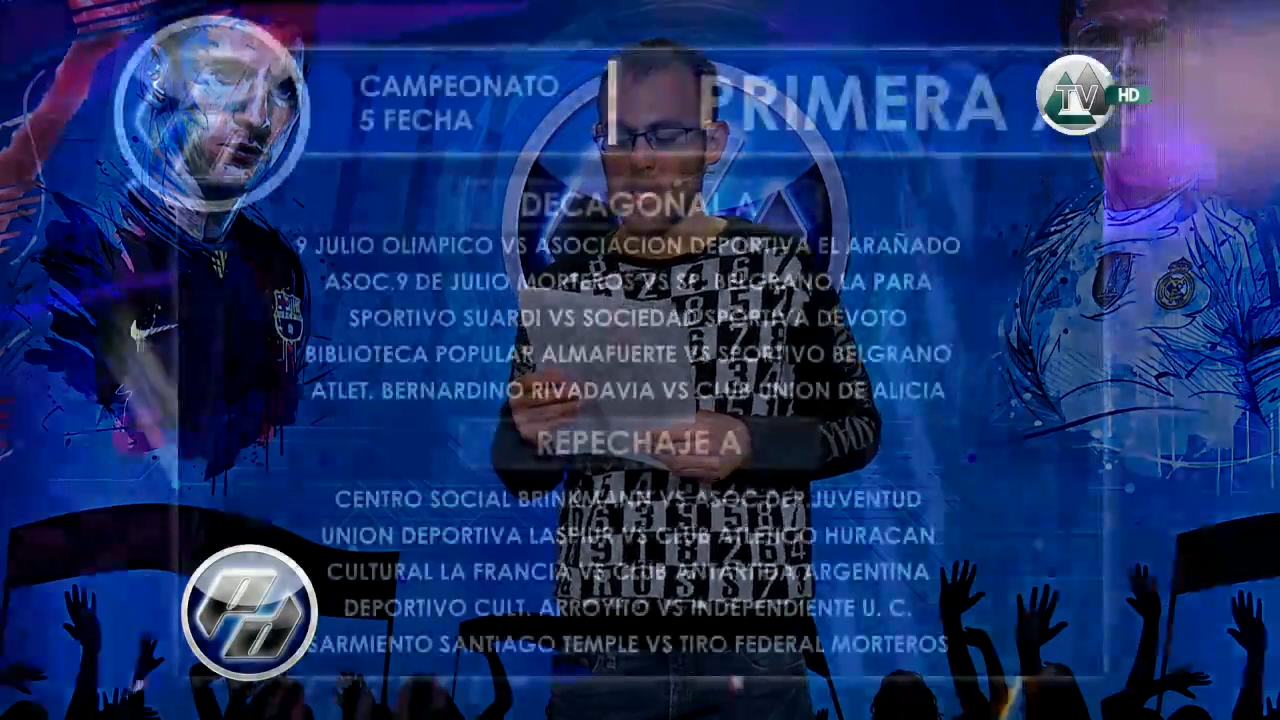 CAMPEONATO
5 FECHA
PRIMERA A
TV HD
DECAGONAL A
9 JULIO OLIMPICO VS ASOCIACION DEPORTIVA EL ARAÑADO
ASOC.9 DE JULIO MORTEROS VS SP. BELGRANO LA PARA
SPORTIVO SUARDI VS SOCIEDAD SPORTIVA DEVOTO
BIBLIOTECA POPULAR ALMAFUERTE VS SPORTIVO BELGRANO
ATLET. BERNARDINO RIVADAVIA VS CLUB UNION DE ALICIA
REPECHAJE A
CENTRO SOCIAL BRINKMANN VS ASOC.DEP. JUVENTUD
UNION DEPORTIVA LASPIUR VS CLUB ATLETICO HURACAN
CULTURAL LA FRANCIA VS CLUB ANTARTIDA ARGENTINA
DEPORTIVO CULT. ARROYITO VS INDEPENDIENTE U. C.
SARMIENTO SANTIAGO TEMPLE VS TIRO FEDERAL MORTEROS